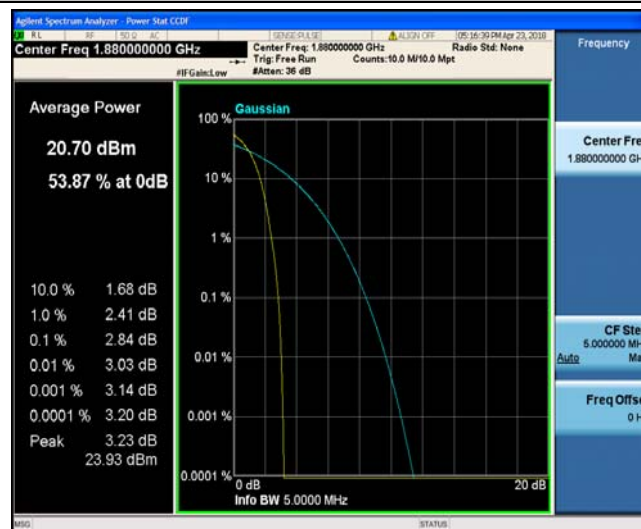 Agilent Spectrum Analyzer - Power Stat CCDF
RL RF 50 Ω AC SENSE:PULSE ALIGN OFF 05:16:39 PM Apr 23, 2018
Center Freq 1.880000000 GHz
Center Freq: 1.880000000 GHz Radio Std: None
Trig: Free Run Counts:10.0 M/10.0 Mpt
#IFGain:Low #Atten: 36 dB
Frequency
Average Power
20.70 dBm
53.87 % at 0dB
10.0 % 1.68 dB
1.0 % 2.41 dB
0.1 % 2.84 dB
0.01 % 3.03 dB
0.001 % 3.14 dB
0.0001 % 3.20 dB
Peak 3.23 dB
23.93 dBm
Gaussian
100 %
10 %
1 %
0.1 %
0.01 %
0.001 %
0.0001 %
0 dB 20 dB
Info BW 5.0000 MHz
Center Fre
1.880000000 GH
CF Ste
5.000000 MH
Auto Ma
Freq Offse
0 H
MSG STATUS